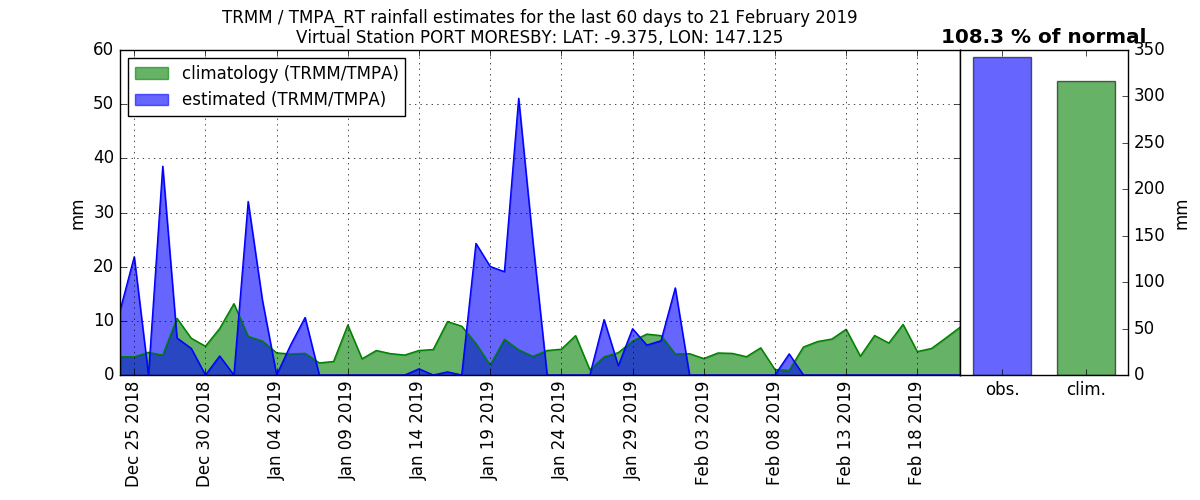 TRMM / TMPA_RT rainfall estimates for the last 60 days to 21 February 2019
Virtual Station PORT MORESBY: LAT: -9.375, LON: 147.125
108.3 % of normal
climatology (TRMM/TMPA)
estimated (TRMM/TMPA)
60
50
40
30
20
10
0
mm
Dec 25 2018
Dec 30 2018
Jan 04 2019
Jan 09 2019
Jan 14 2019
Jan 19 2019
Jan 24 2019
Jan 29 2019
Feb 03 2019
Feb 08 2019
Feb 13 2019
Feb 18 2019
obs.
clim.
350
300
250
200
150
100
50
0
mm